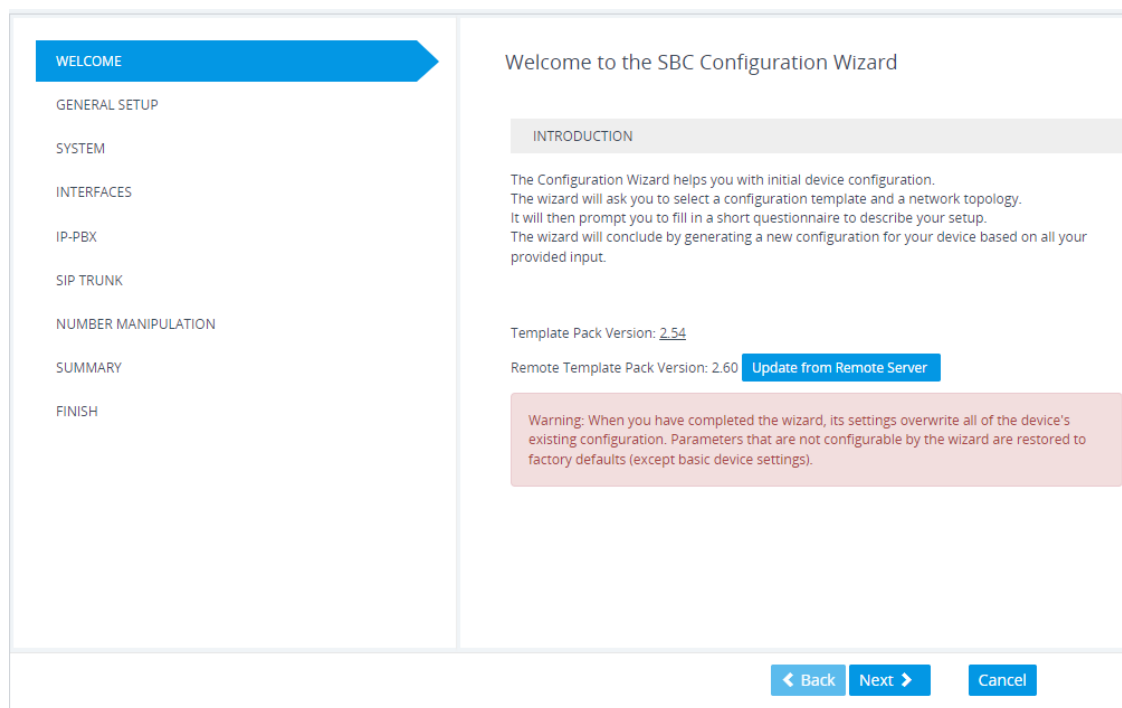 WELCOME
GENERAL SETUP
SYSTEM
INTERFACES
IP-PBX
SIP TRUNK
NUMBER MANIPULATION
SUMMARY
FINISH
Welcome to the SBC Configuration Wizard
INTRODUCTION
The Configuration Wizard helps you with initial device configuration.
The wizard will ask you to select a configuration template and a network topology.
It will then prompt you to fill in a short questionnaire to describe your setup.
The wizard will conclude by generating a new configuration for your device based on all your
provided input.
Template Pack Version: 2.54
Remote Template Pack Version: 2.60 Update from Remote Server
Warning: When you have completed the wizard, its settings overwrite all of the device's
existing configuration. Parameters that are not configurable by the wizard are restored to
factory defaults (except basic device settings).
Back Next Cancel